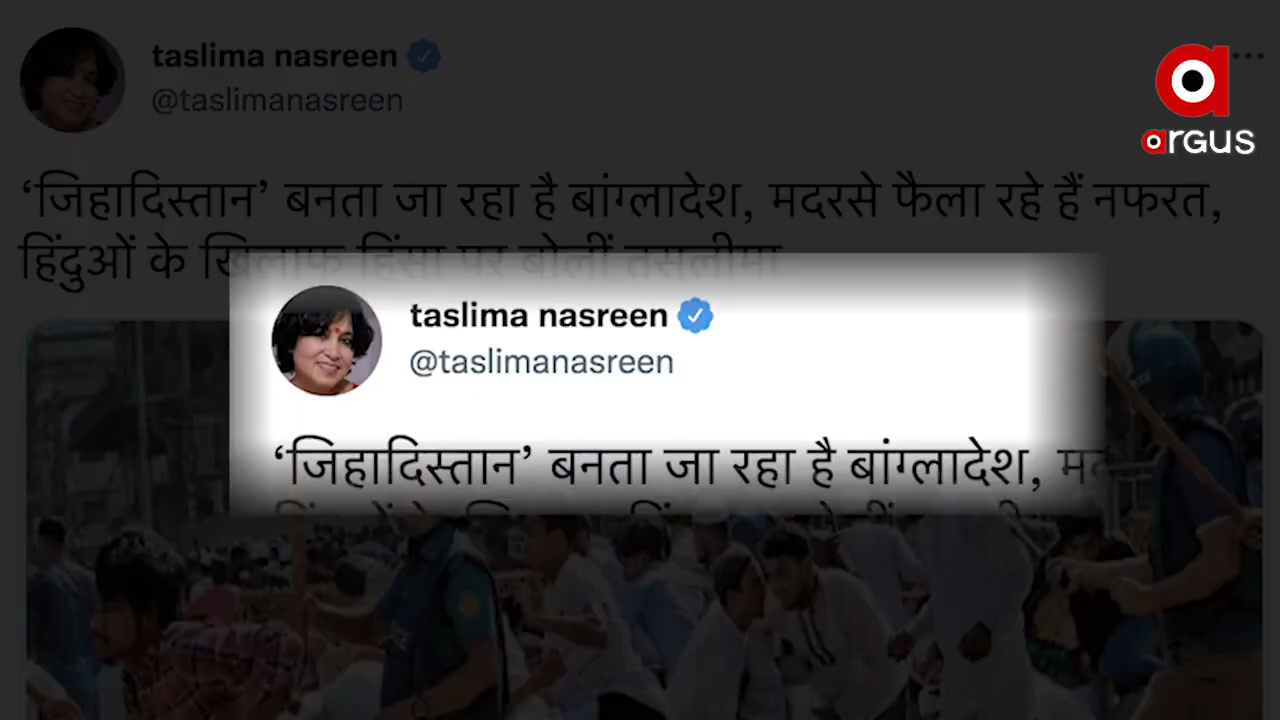 taslima nasreen
@taslimanasreen
argus
‘जिहादिस्तान’ बनता जा रहा है बांग्लादेश, मदरसे फैला रहे हैं नफरत,
हिंदुओं के खिलाफ हिंसा पर बोलीं तसलीमा
taslima nasreen
@taslimanasreen
‘जिहादिस्तान’ बनता जा रहा है बांग्लादेश,